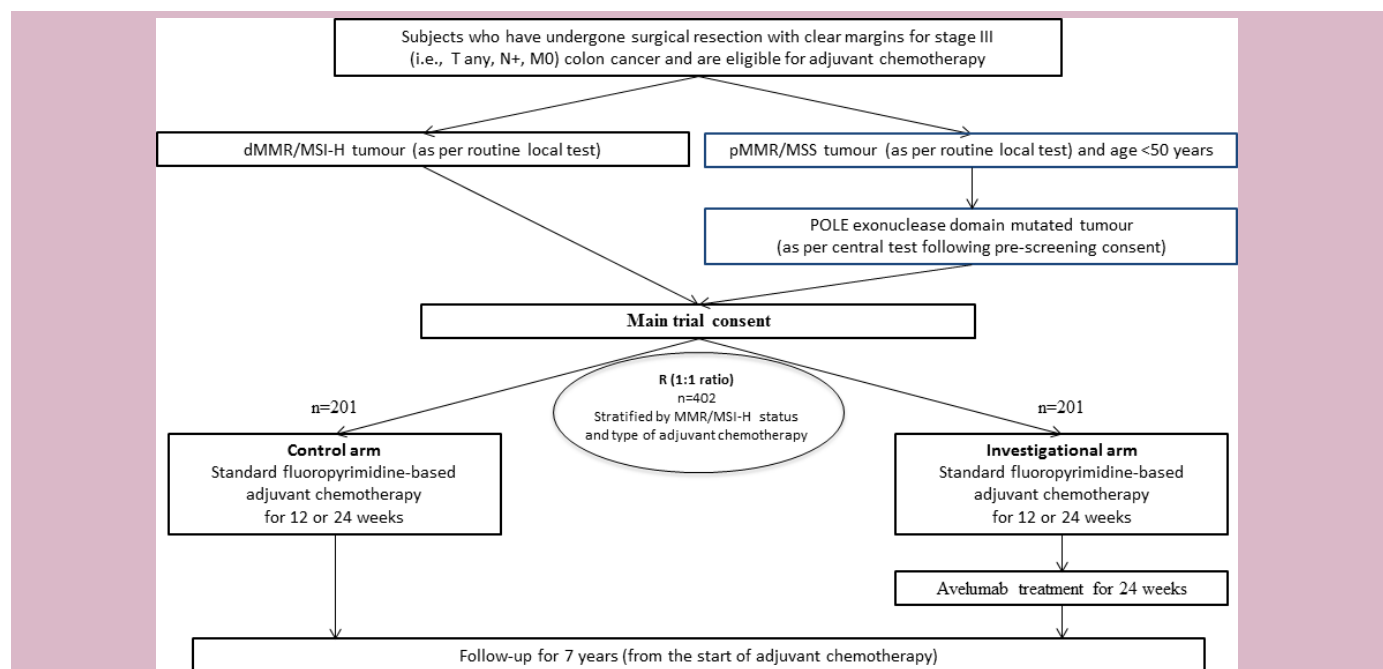 Subjects who have undergone surgical resection with clear margins for stage III
(i.e., T any, N+, M0) colon cancer and are eligible for adjuvant chemotherapy
dMMR/MSI-H tumour (as per routine local test)
pMMR/MSS tumour (as per routine local test) and age <50 years
POLE exonuclease domain mutated tumour
(as per central test following pre-screening consent)
Main trial consent
R (1:1 ratio)
n=402
Stratified by MMR/MSI-H status
and type of adjuvant chemotherapy
n=201
n=201
Control arm
Standard fluoropyrimidine-based
adjuvant chemotherapy
for 12 or 24 weeks
Investigational arm
Standard fluoropyrimidine-based
adjuvant chemotherapy
for 12 or 24 weeks
Avelumab treatment for 24 weeks
Follow-up for 7 years (from the start of adjuvant chemotherapy)